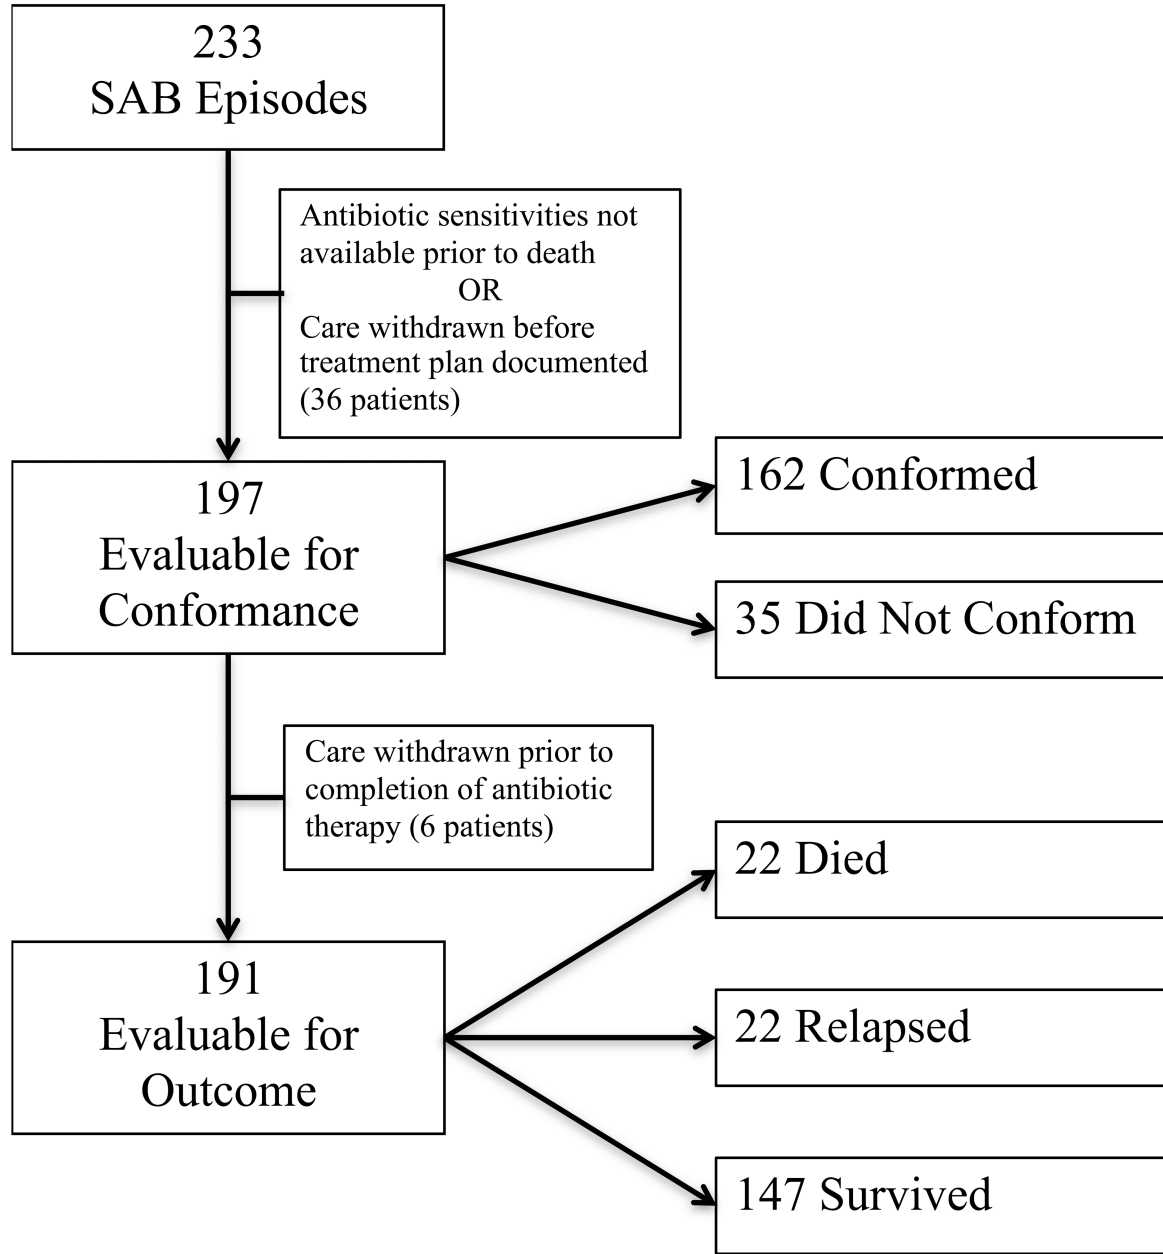 233
SAB Episodes
Antibiotic sensitivities not
available prior to death
OR
Care withdrawn before
treatment plan documented
(36 patients)
197
Evaluable for
Conformance
162 Conformed
35 Did Not Conform
Care withdrawn prior to
completion of antibiotic
therapy (6 patients)
191
Evaluable for
Outcome
22 Died
22 Relapsed
147 Survived